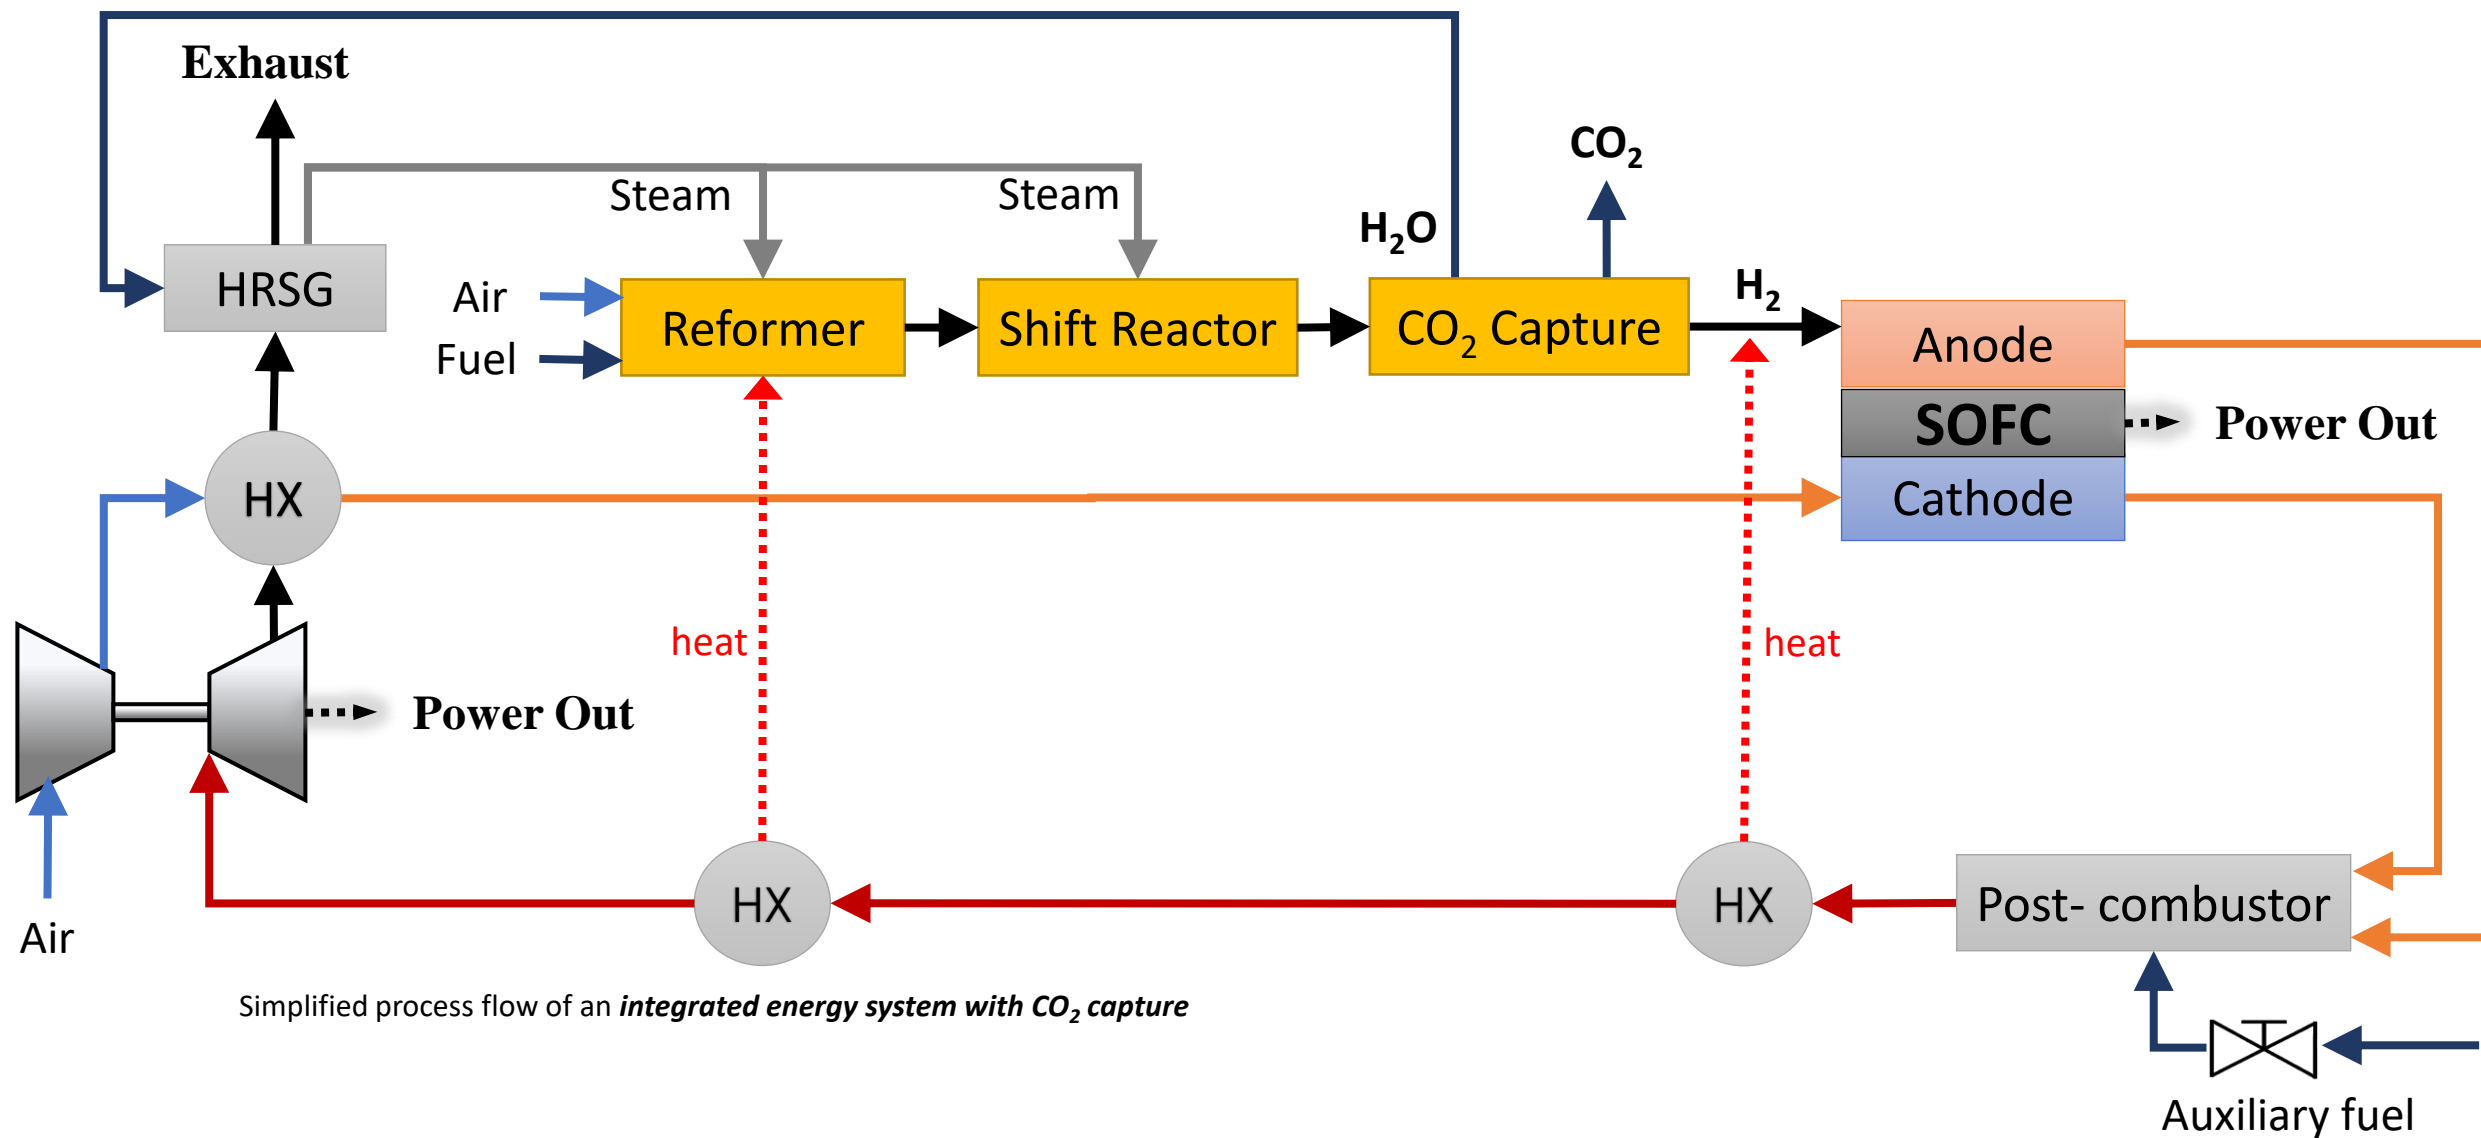 Exhaust
CO₂
Steam
Steam
H₂O
HRSG
H₂
Air
Reformer
Shift Reactor
CO₂ Capture
Fuel
Anode
SOFC
Power Out
HX
Cathode
heat
heat
Power Out
HX
HX
Post- combustor
Air
Simplified process flow of an integrated energy system with CO₂ capture
Auxiliary fuel